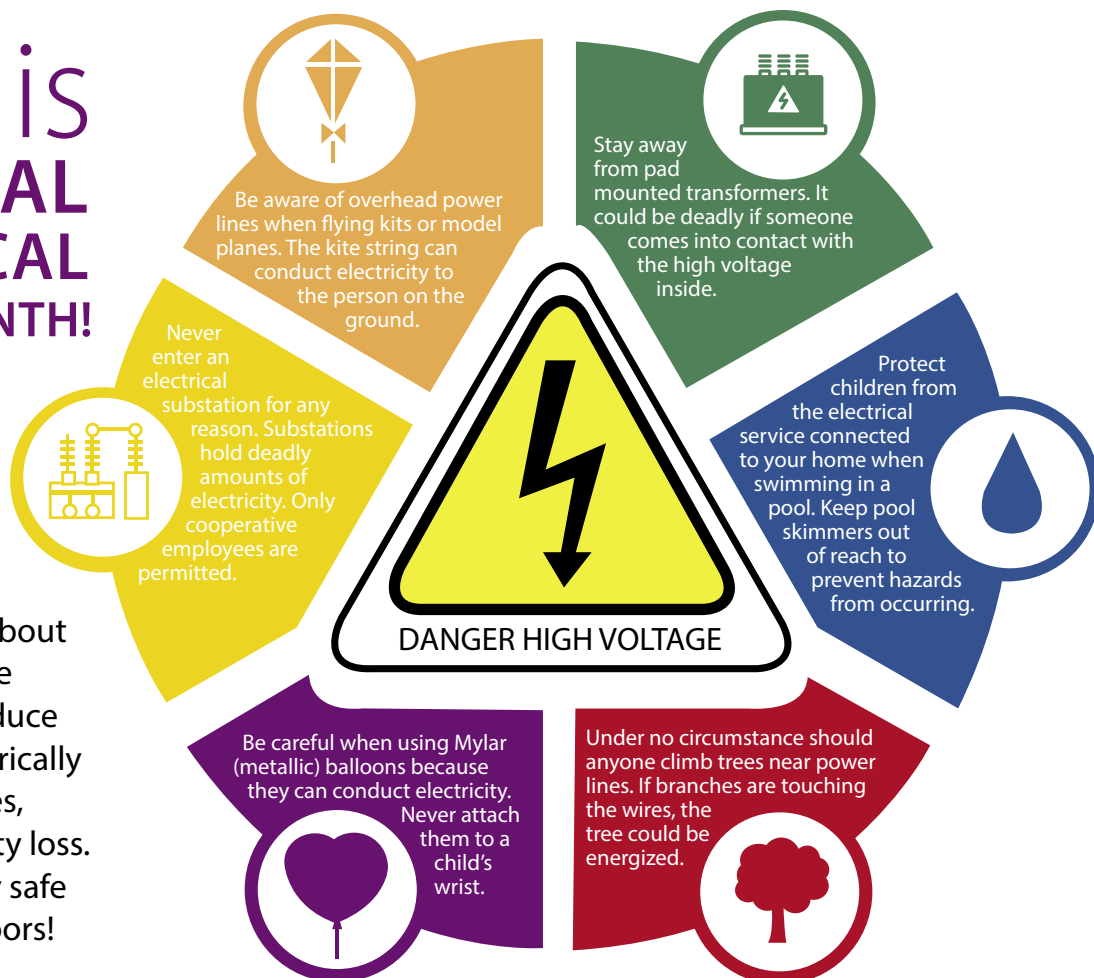 is
AL
CAL
NTH!
bout
e
duce
rically
es,
ty loss.
y safe
oors!
Be aware of overhead power
lines when flying kits or model
planes. The kite string can
conduct electricity to
the person on the
ground.
Stay away
from pad
mounted transformers. It
could be deadly if someone
comes into contact with
the high voltage
inside.
Never
enter an
electrical
substation for any
reason. Substations
hold deadly
amounts of
electricity. Only
cooperative
employees are
permitted.
Protect
children from
the electrical
service connected
to your home when
swimming in a
pool. Keep pool
skimmers out
of reach to
prevent hazards
from occurring.
DANGER HIGH VOLTAGE
Be careful when using Mylar
(metallic) balloons because
they can conduct electricity.
Never attach
them to a
child's
wrist.
Under no circumstance should
anyone climb trees near power
lines. If branches are touching
the wires, the
tree could be
energized.